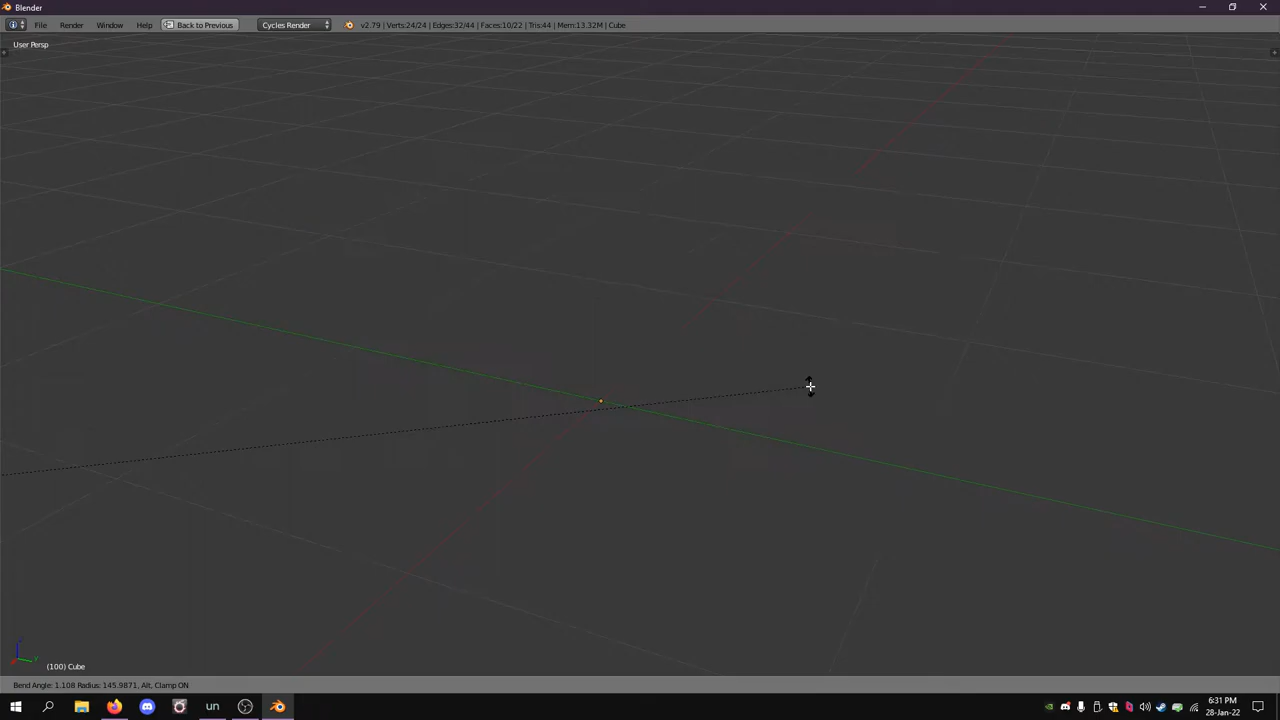 Blender
File Render Window Help Back to Previous Cycles Render v2.79 | Verts:24/24 | Edges:32/44 | Faces:10/22 | Tris:44 | Mem:13.32M | Cube
User Persp
(100) Cube
Bend Angle: 1.108 Radius: 145.9871, Alt, Clamp ON
un
6:31 PM
28-Jan-22